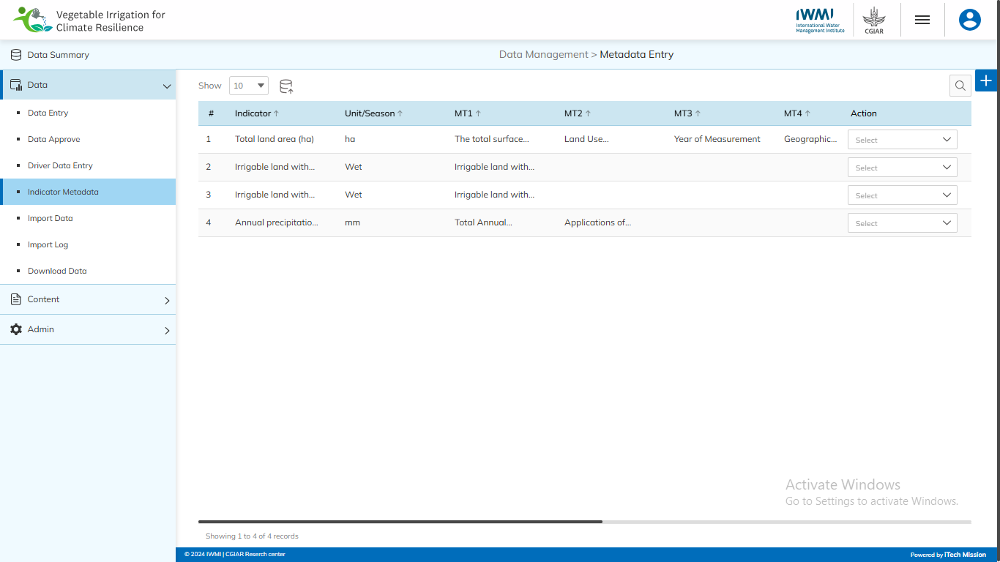 Vegetable Irrigation for
Climate Resilience
IWMI
International Water
Management Institute
CGIAR
Data Summary
Data Management > Metadata Entry
Data
Data Entry
Data Approve
Driver Data Entry
Indicator Metadata
Import Data
Import Log
Download Data
Content
Admin
Show 10
# Indicator Unit/Season MT1 MT2 MT3 MT4 Action
1 Total land area (ha) ha The total surface... Land Use... Year of Measurement Geographic... Select
2 Irrigable land with... Wet Irrigable land with... Select
3 Irrigable land with... Wet Irrigable land with... Select
4 Annual precipitatio... mm Total Annual... Applications of... Select
Activate Windows
Go to Settings to activate Windows.
Showing 1 to 4 of 4 records
© 2024 IWMI | CGIAR Reserch center
Powered by iTech Mission